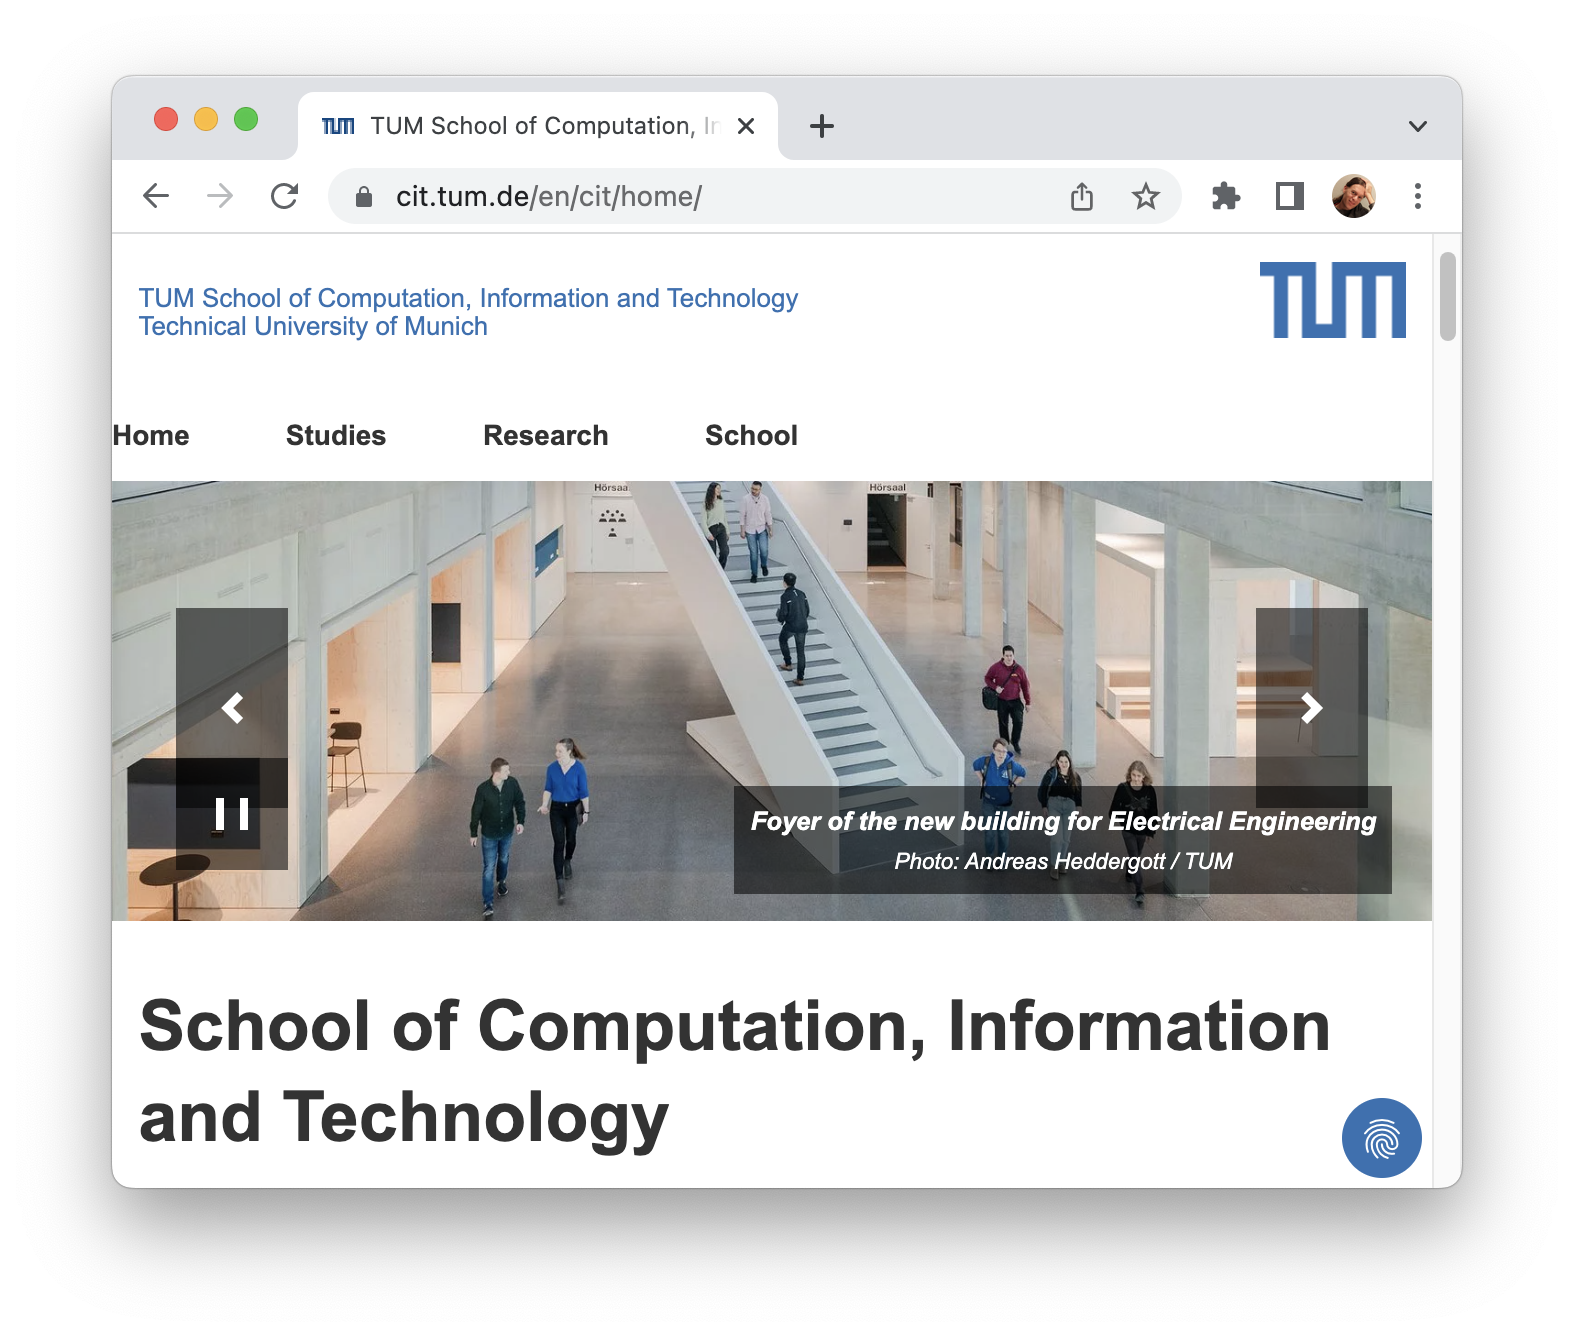 TUM School of Computation, In
cit.tum.de/en/cit/home/
TUM School of Computation, Information and Technology
Technical University of Munich
TUM
Home Studies Research School
Hörsaal Hörsaal
Foyer of the new building for Electrical Engineering
Photo: Andreas Heddergott / TUM
School of Computation, Information
and Technology